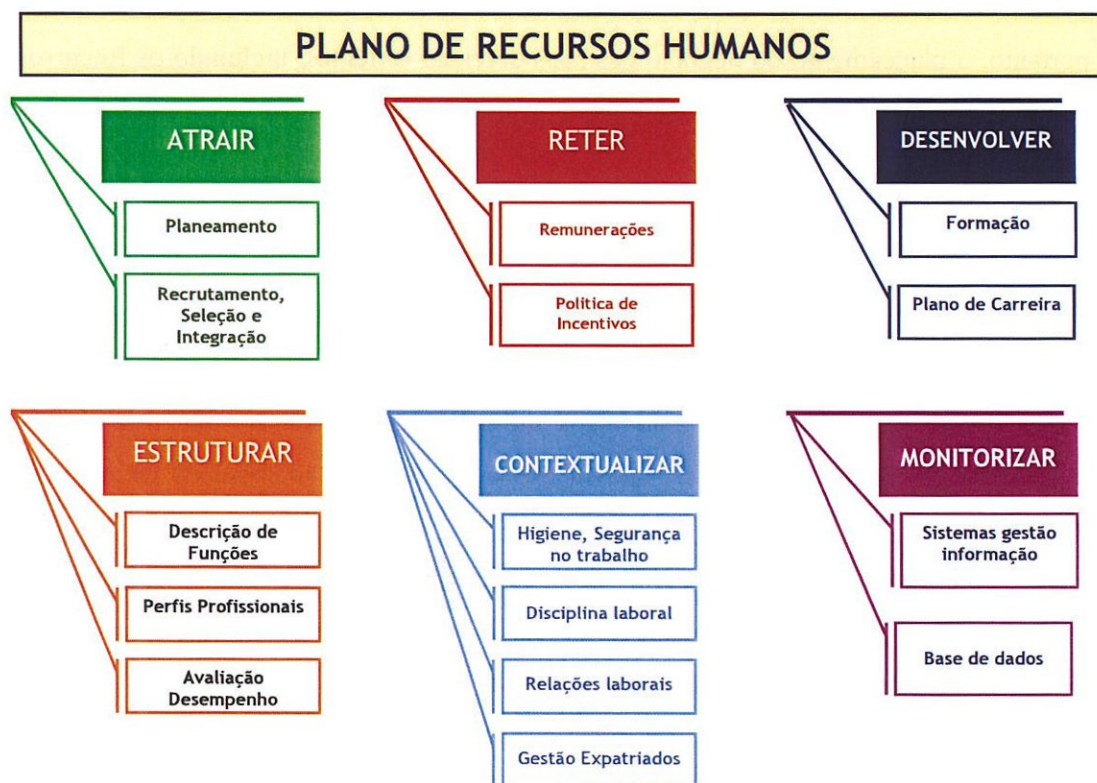 PLANO DE RECURSOS HUMANOS
ATRAIR
Planeamento
Recrutamento,
Seleção e
Integração
RETER
Remunerações
Politica de
Incentivos
DESENVOLVER
Formação
Plano de Carreira
ESTRUTURAR
Descrição de
Funções
Perfis Profissionais
Avaliação
Desempenho
CONTEXTUALIZAR
Higiene, Segurança
no trabalho
Disciplina laboral
Relações laborais
Gestão Expatriados
MONITORIZAR
Sistemas gestão
informação
Base de dados